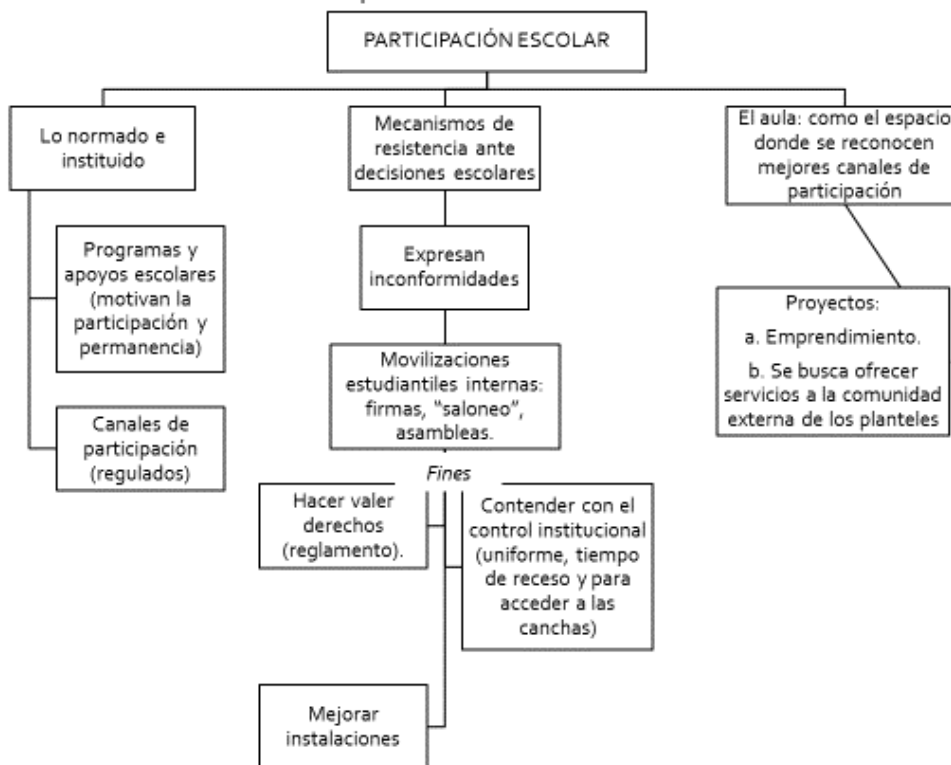 PARTICIPACIÓN ESCOLAR
Lo normado e
instituido
Programas y
apoyos escolares
(motivan la
participación y
permanencia)
Canales de
participación
(regulados)
Mecanismos de
resistencia ante
decisiones escolares
Expresan
inconformidades
Movilizaciones
estudiantiles internas:
firmas, “saloneo”,
asambleas.
Fines
Hacer valer
derechos
(reglamento).
Contender con el
control institucional
(uniforme, tiempo
de receso y para
acceder a las
canchas)
Mejorar
instalaciones
El aula: como el espacio
donde se reconocen
mejores canales de
participación
Proyectos:
a. Emprendimiento.
b. Se busca ofrecer
servicios a la comunidad
externa de los planteles